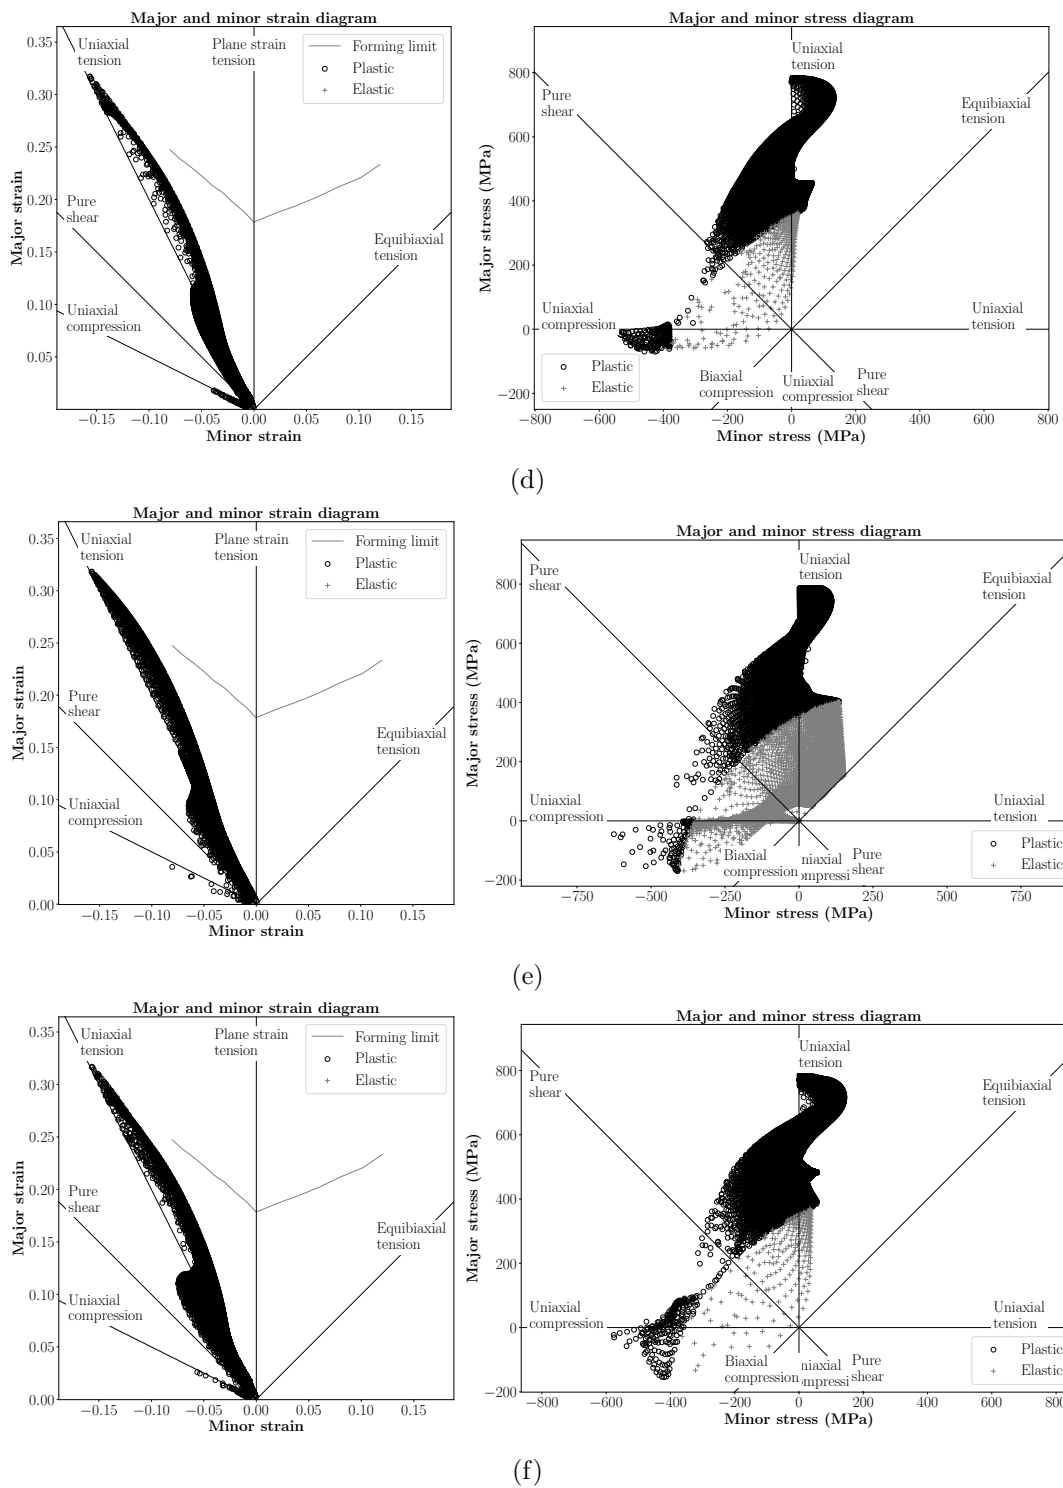 Major and minor strain diagram
Uniaxial
tension
Plane strain
tension
Forming limit
Plastic
Elastic
Pure
shear
Equibiaxial
tension
Uniaxial
compression
0.35
0.30
0.25
0.20
0.15
0.10
0.05
−0.15 −0.10 −0.05 0.00 0.05 0.10 0.15
Major strain
Minor strain
Major and minor stress diagram
Uniaxial
tension
Pure
shear
Equibiaxial
tension
Uniaxial
compression
Uniaxial
tension
Plastic
Elastic
Biaxial
compression
Uniaxial
compression
Pure
shear
800
600
400
200
0
−200
−800 −600 −400 −200 0 200 400 600 800
Major stress (MPa)
Minor stress (MPa)
(d)
Major and minor strain diagram
Uniaxial
tension
Plane strain
tension
Forming limit
Plastic
Elastic
Pure
shear
Equibiaxial
tension
Uniaxial
compression
0.35
0.30
0.25
0.20
0.15
0.10
0.05
0.00
−0.15 −0.10 −0.05 0.00 0.05 0.10 0.15
Major strain
Minor strain
Major and minor stress diagram
Uniaxial
tension
Pure
shear
Equibiaxial
tension
Uniaxial
compression
Uniaxial
tension
Plastic
Elastic
Biaxial
compression
niaxial
ompressi
Pure
shear
800
600
400
200
0
−200
−750 −500 −250 0 250 500 750
Major stress (MPa)
Minor stress (MPa)
(e)
Major and minor strain diagram
Uniaxial
tension
Plane strain
tension
Forming limit
Plastic
Elastic
Pure
shear
Equibiaxial
tension
Uniaxial
compression
0.35
0.30
0.25
0.20
0.15
0.10
0.05
0.00
−0.15 −0.10 −0.05 0.00 0.05 0.10 0.15
Major strain
Minor strain
Major and minor stress diagram
Uniaxial
tension
Pure
shear
Equibiaxial
tension
Uniaxial
compression
Uniaxial
tension
Plastic
Elastic
Biaxial
compression
niaxial
ompressi
Pure
shear
800
600
400
200
0
−200
−800 −600 −400 −200 0 200 400 600 800
Major stress (MPa)
Minor stress (MPa)
(f)